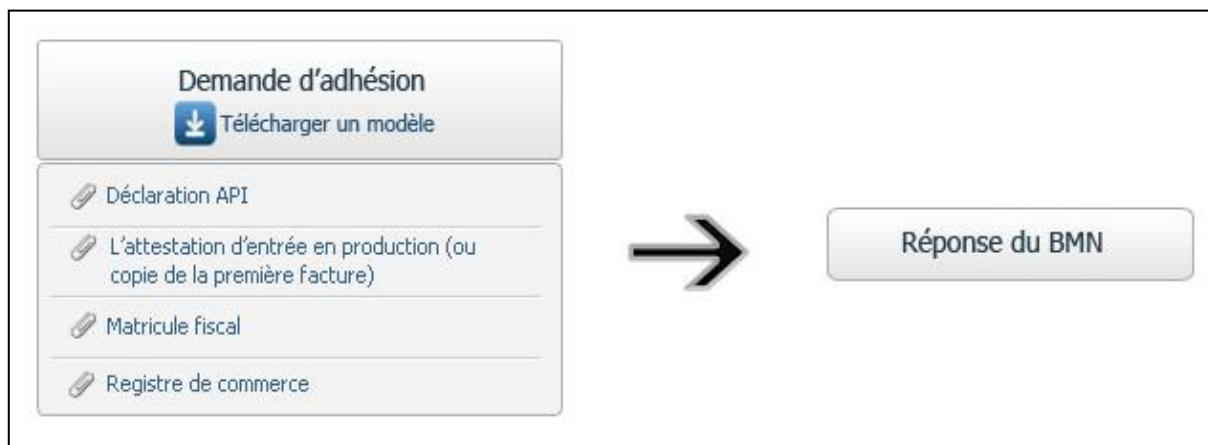 Demande d'adhésion
Télécharger un modèle
Déclaration API
L'attestation d'entrée en production (ou
copie de la première facture)
Matricule fiscal
Registre de commerce
Réponse du BMN